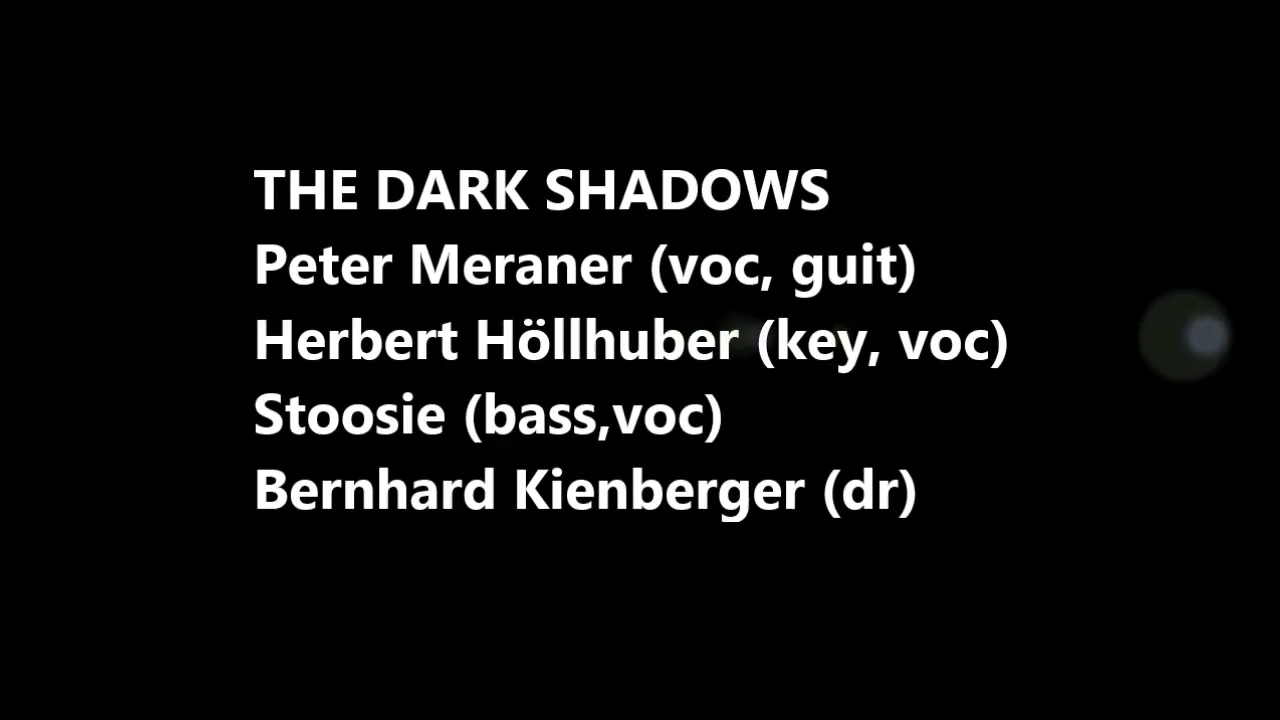 THE DARK SHADOWS
Peter Meraner (voc, guit)
Herbert Höllhuber (key, voc)
Stoosie (bass,voc)
Bernhard Kienberger (dr)